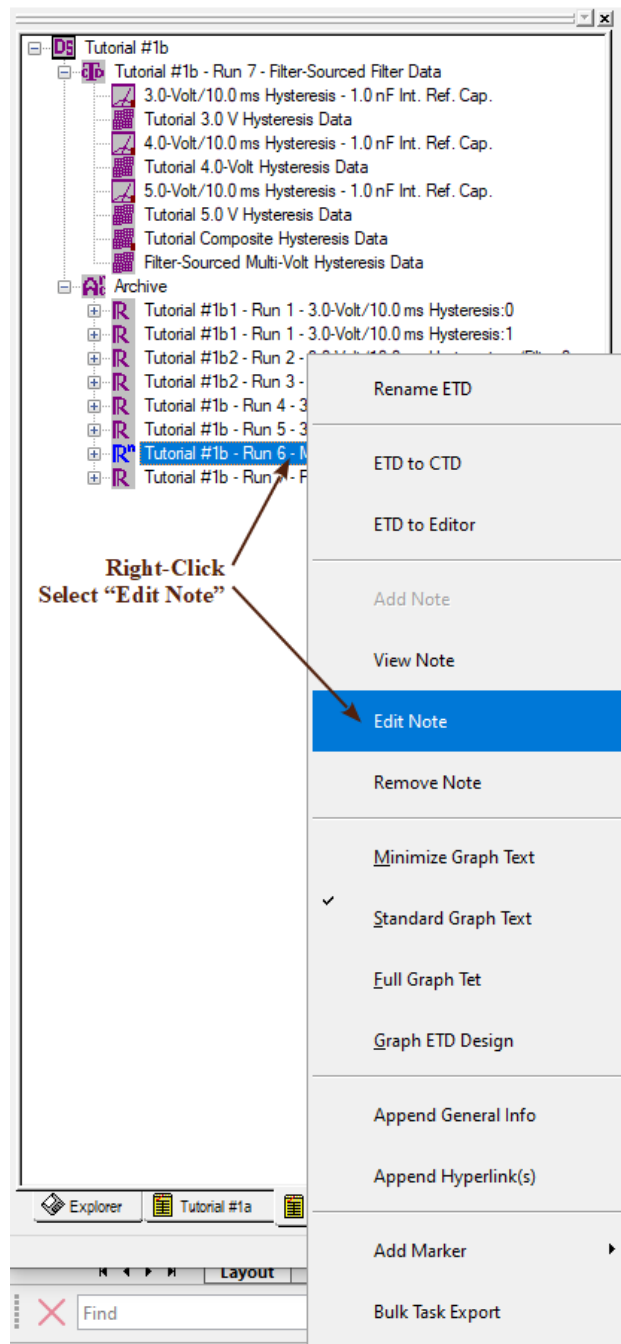 Tutorial #1b
Tutorial #1b - Run 7 - Filter-Sourced Filter Data
3.0-Volt/10.0 ms Hysteresis - 1.0 nF Int. Ref. Cap.
Tutorial 3.0 V Hysteresis Data
4.0-Volt/10.0 ms Hysteresis - 1.0 nF Int. Ref. Cap.
Tutorial 4.0-Volt Hysteresis Data
5.0-Volt/10.0 ms Hysteresis - 1.0 nF Int. Ref. Cap.
Tutorial 5.0 V Hysteresis Data
Tutorial Composite Hysteresis Data
Filter-Sourced Multi-Volt Hysteresis Data
Archive
Tutorial #1b1 - Run 1 - 3.0-Volt/10.0 ms Hysteresis:0
Tutorial #1b1 - Run 1 - 3.0-Volt/10.0 ms Hysteresis:1
Tutorial #1b2 - Run 2 -
Tutorial #1b2 - Run 3 -
Tutorial #1b - Run 4 - 3
Tutorial #1b - Run 5 - 3
Tutorial #1b - Run 6 - M
Tutorial #1b - Run - F
Right-Click
Select “Edit Note”
Rename ETD
ETD to CTD
ETD to Editor
Add Note
View Note
Edit Note
Remove Note
Minimize Graph Text
Standard Graph Text
Full Graph Tet
Graph ETD Design
Append General Info
Append Hyperlink(s)
Add Marker
Bulk Task Export
Explorer
Tutorial #1a
Layout
Find